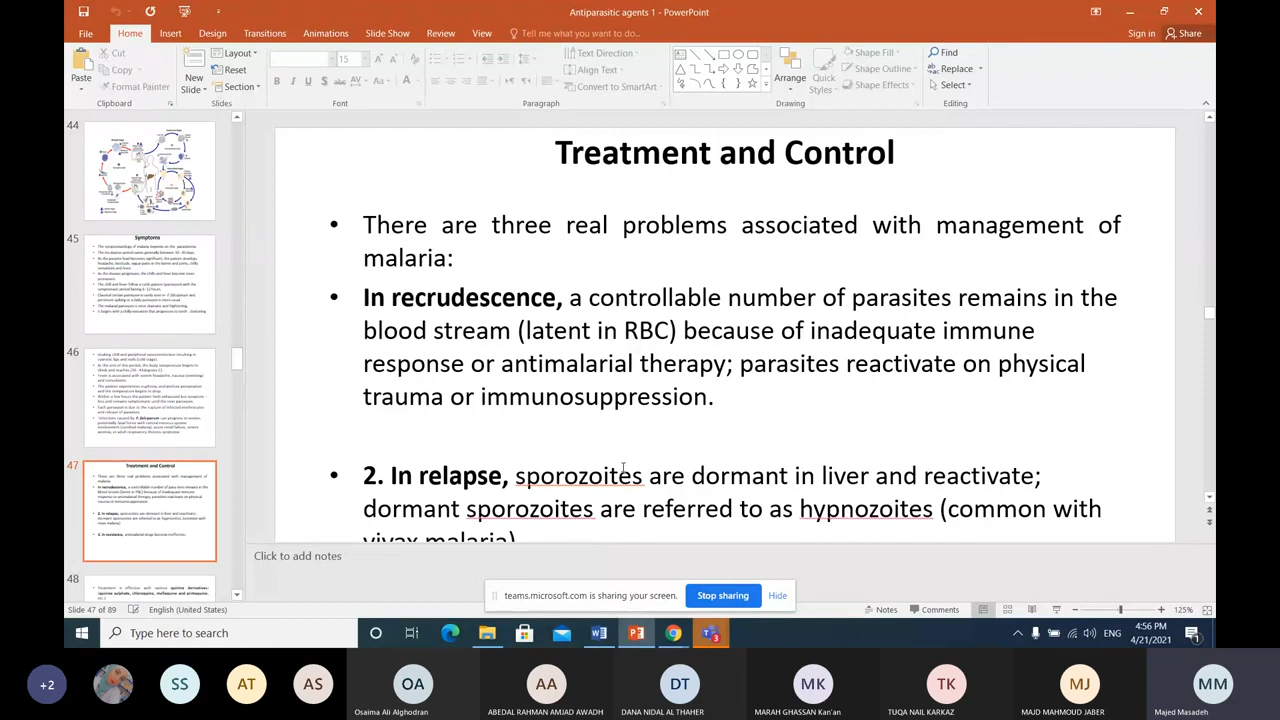 Antiparasitic agents 1 - PowerPoint
File Home Insert Design Transitions Animations Slide Show Review View Tell me what you want to do... Sign in Share
Cut
Copy
Format Painter
Paste
Clipboard
New
Slide
Layout
Reset
Section
Slides
15
Font
Text Direction
Align Text
Convert to SmartArt
Paragraph
Arrange
Quick
Styles
Shape Fill
Shape Outline
Shape Effects
Drawing
Find
Replace
Select
Editing
44
45
Symptoms
46
47
Treatment and Control
48
Treatment and Control
• There are three real problems associated with management of
malaria:
• In recrudescence, a controllable number of parasites remains in the
blood stream (latent in RBC) because of inadequate immune
response or antimalarial therapy; parasites reactivate on physical
trauma or immunosuppression.
• 2. In relapse, sporozoites are dormant in liver and reactivate;
dormant sporozoites are referred to as hypnozoites (common with
vivax malaria)
Click to add notes
teams.microsoft.com is sharing your screen. Stop sharing Hide
Slide 47 of 89 English (United States) Notes Comments 125%
Type here to search
3
ENG
4:56 PM
4/21/2021
1
+2 SS AT AS OA AA DT MK TK MJ MM
Osaima Ali Alghodran ABEDAL RAHMAN AMJAD AWADH DANA NIDAL AL THAHER MARAH GHASSAN Kan'an TUQA NAIL KARKAZ MAJD MAHMOUD JABER Majed Masadeh